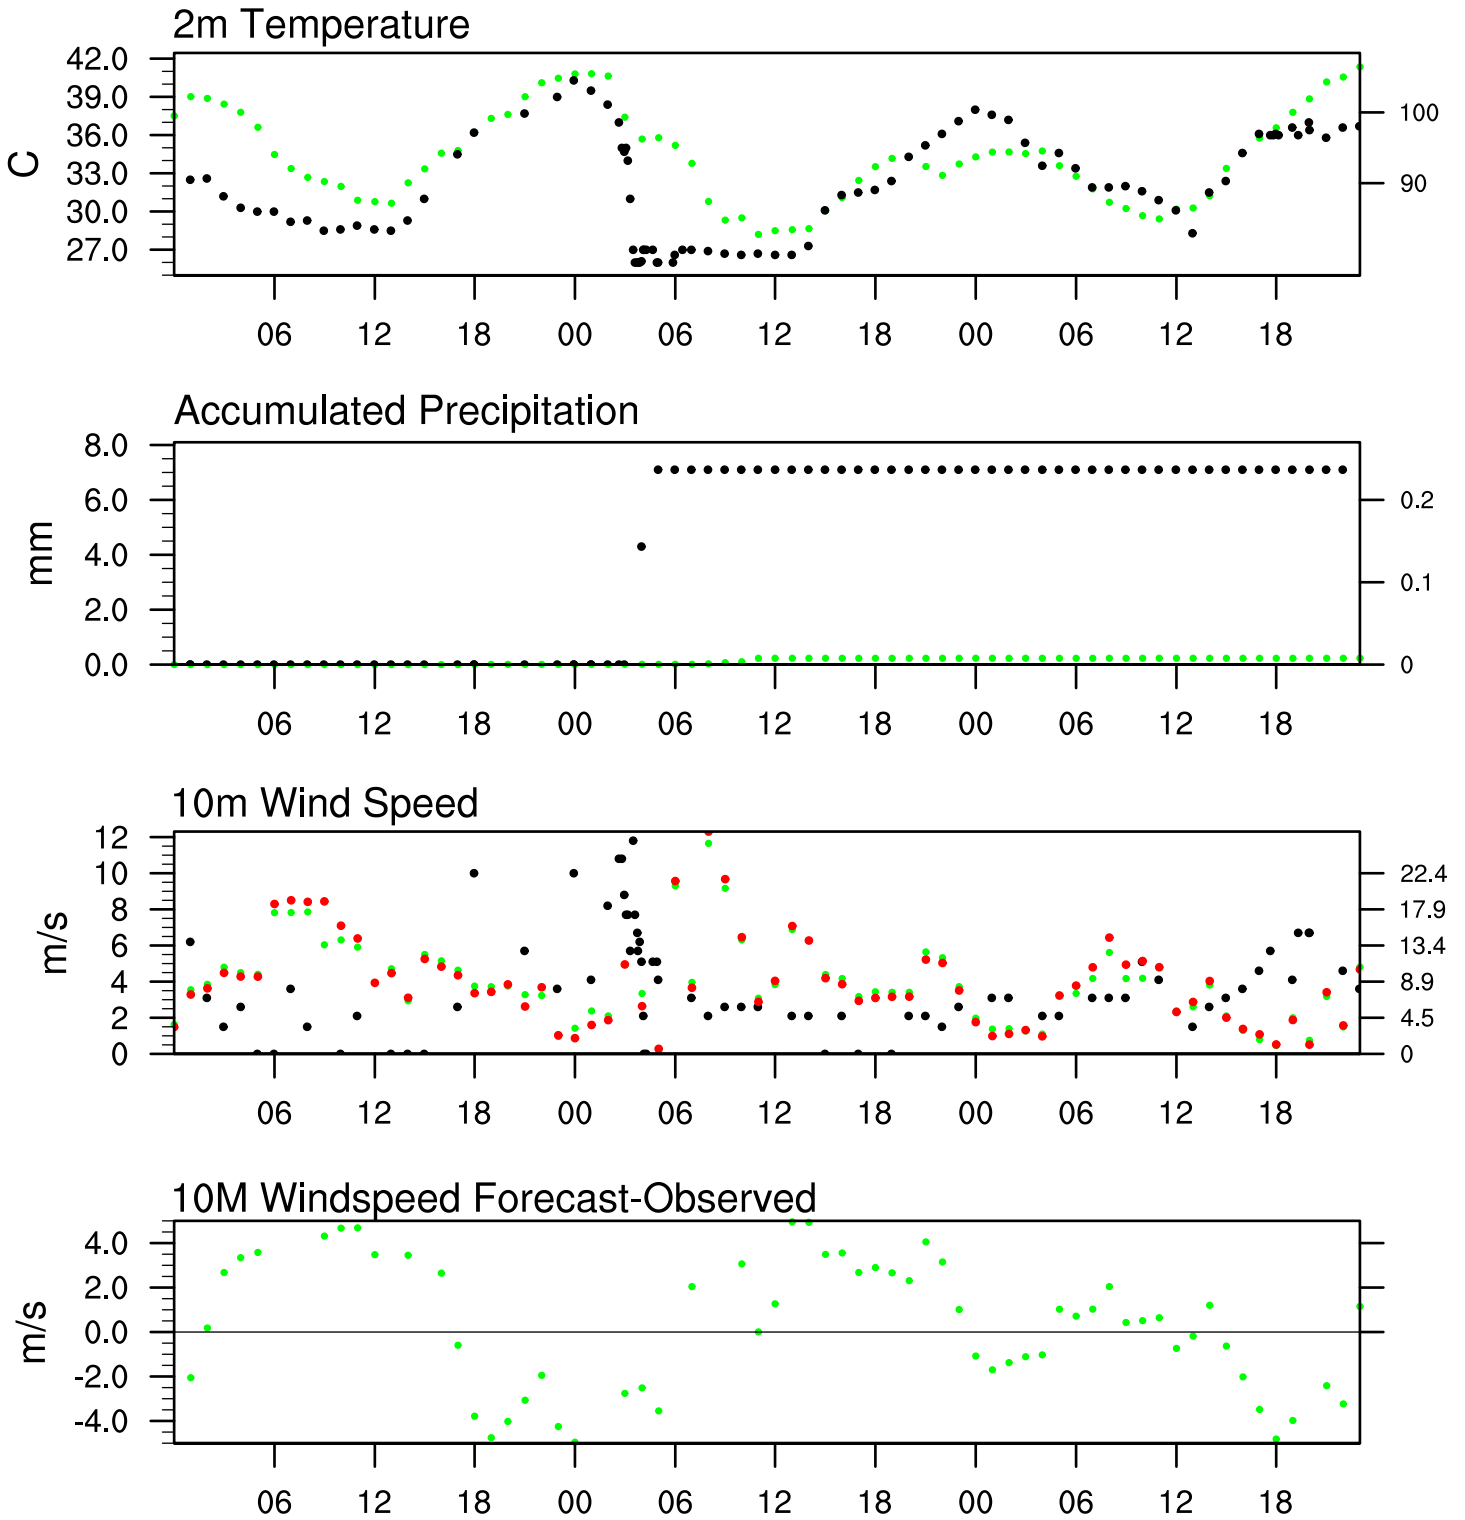 2m Temperature
42.0
39.0
36.0
33.0
30.0
27.0
C
100
90
06 12 18 00 06 12 18 00 06 12 18
Accumulated Precipitation
8.0
6.0
4.0
2.0
0.0
mm
0.2
0.1
0
06 12 18 00 06 12 18 00 06 12 18
10m Wind Speed
12
10
8
6
4
2
0
m/s
22.4
17.9
13.4
8.9
4.5
0
06 12 18 00 06 12 18 00 06 12 18
10M Windspeed Forecast-Observed
4.0
2.0
0.0
-2.0
-4.0
m/s
06 12 18 00 06 12 18 00 06 12 18